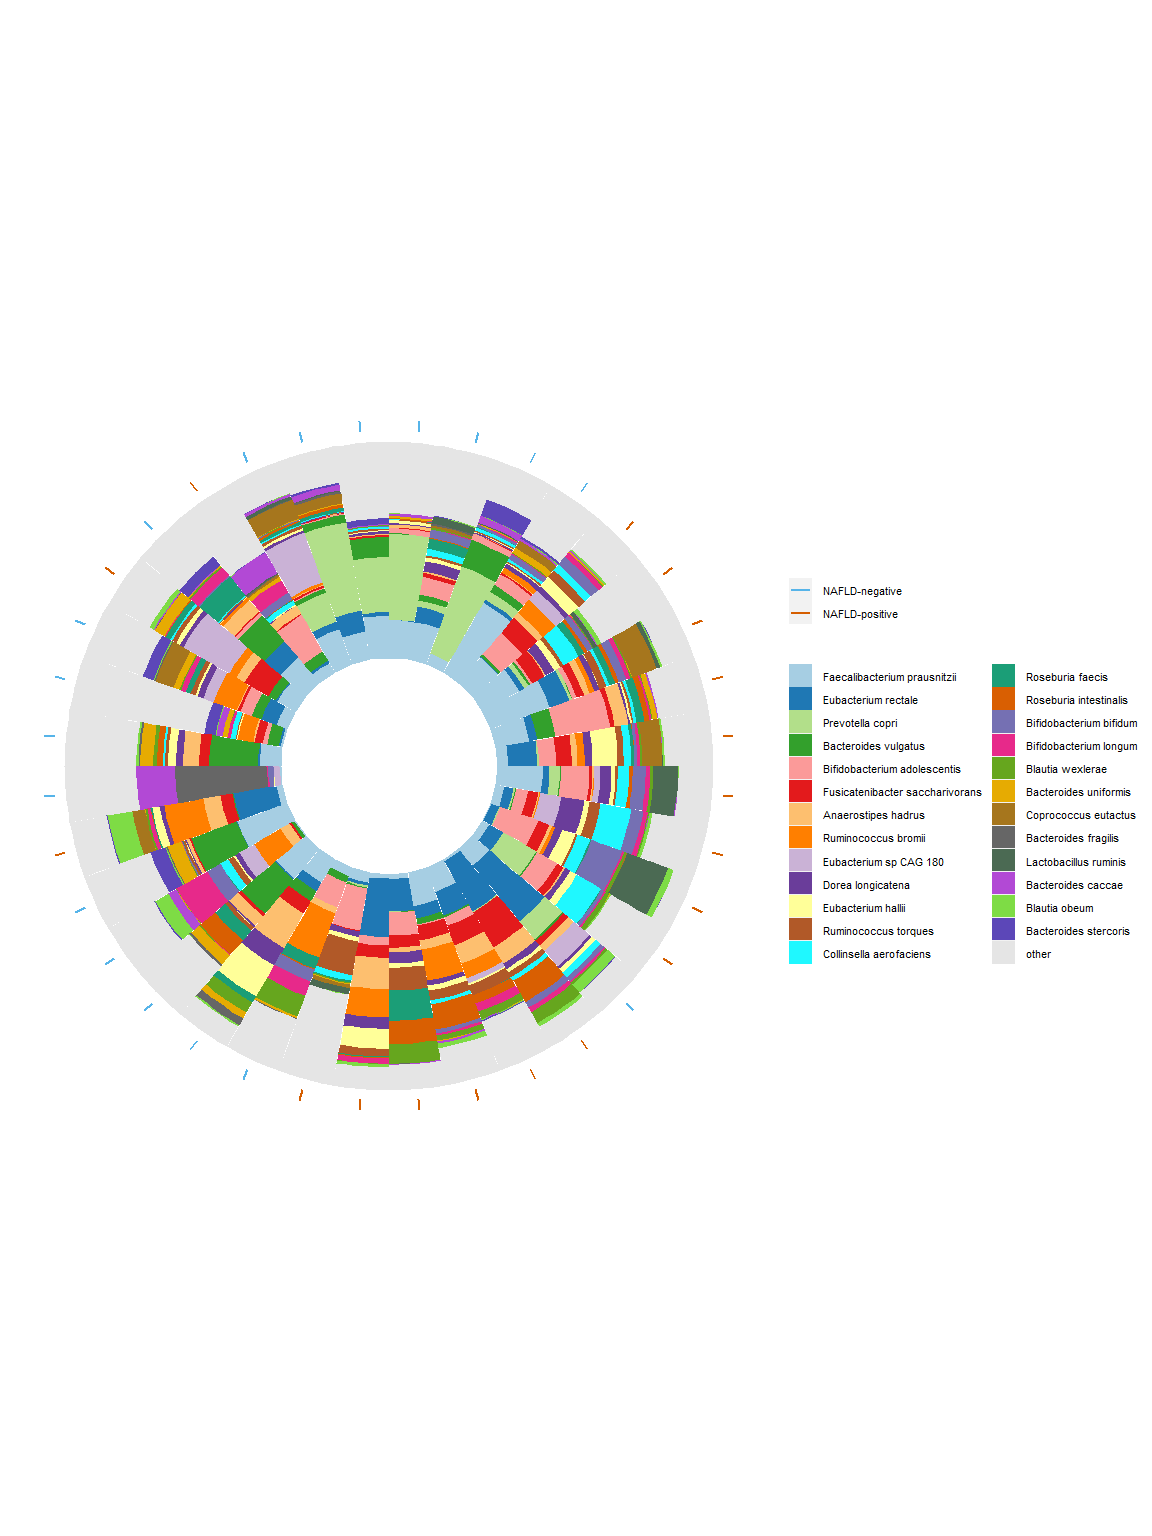 NAFLD-negative
NAFLD-positive
Faecalibacterium prausnitzii
Eubacterium rectale
Prevotella copri
Bacteroides vulgatus
Bifidobacterium adolescentis
Fusicatenibacter saccharivorans
Anaerostipes hadrus
Ruminococcus bromii
Eubacterium sp CAG 180
Dorea longicatena
Eubacterium hallii
Ruminococcus torques
Collinsella aerofaciens
Roseburia faecis
Roseburia intestinalis
Bifidobacterium bifidum
Bifidobacterium longum
Blautia wexlerae
Bacteroides uniformis
Coprococcus eutactus
Bacteroides fragilis
Lactobacillus ruminis
Bacteroides caccae
Blautia obeum
Bacteroides stercoris
other